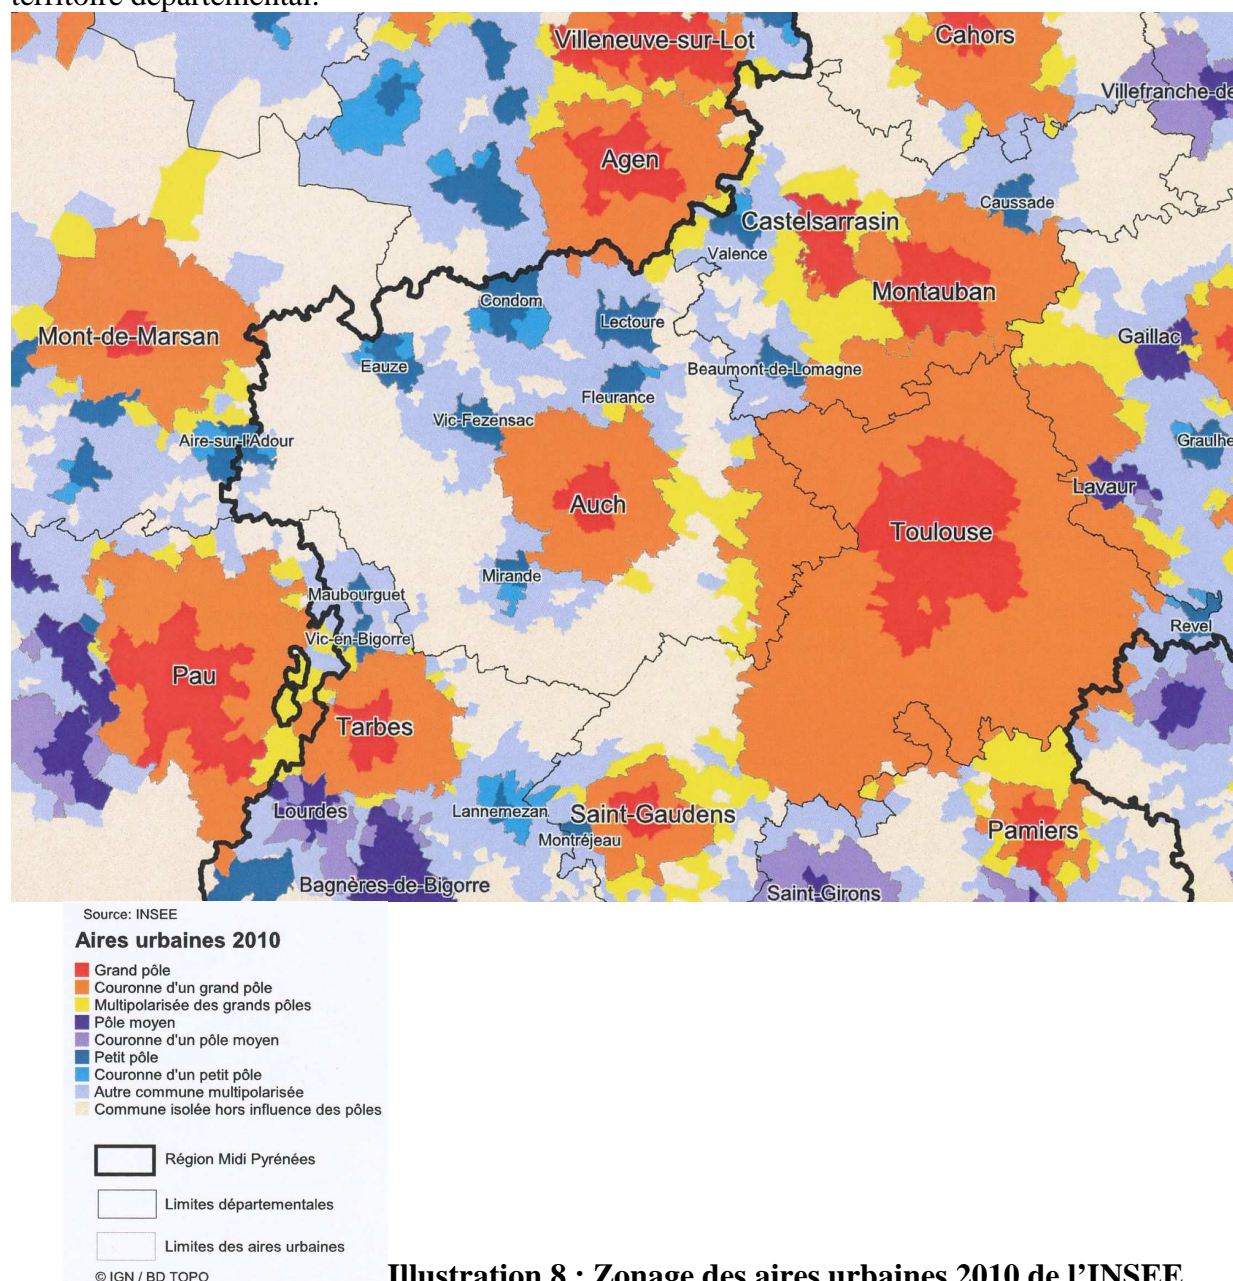 territoire départemental.
Villeneuve-sur-Lot
Cahors
Villefranche-de
Agen
Caussade
Castelsarrasin
Valence
Montauban
Condom
Lectoure
Mont-de-Marsan
Gaillac
Eauze
Beaumont-de-Lomagne
Fleurance
Vic-Fezensac
Aire-sur-l'Adour
Graulhe
Lavaur
Auch
Toulouse
Mirande
Maubourguet
Revel
Vic-en-Bigorre
Pau
Tarbes
Lourdes
Lannemezan
Saint-Gaudens
Montréjeau
Pamiers
Bagnères-de-Bigorre
Saint-Girons
Source: INSEE
Aires urbaines 2010
Grand pôle
Couronne d'un grand pôle
Multipolarisée des grands pôles
Pôle moyen
Couronne d'un pôle moyen
Petit pôle
Couronne d'un petit pôle
Autre commune multipolarisée
Commune isolée hors influence des pôles
Région Midi Pyrénées
Limites départementales
Limites des aires urbaines
© IGN / BD TOPO
Illustration 8 : Zonage des aires urbaines 2010 de l'INSEE